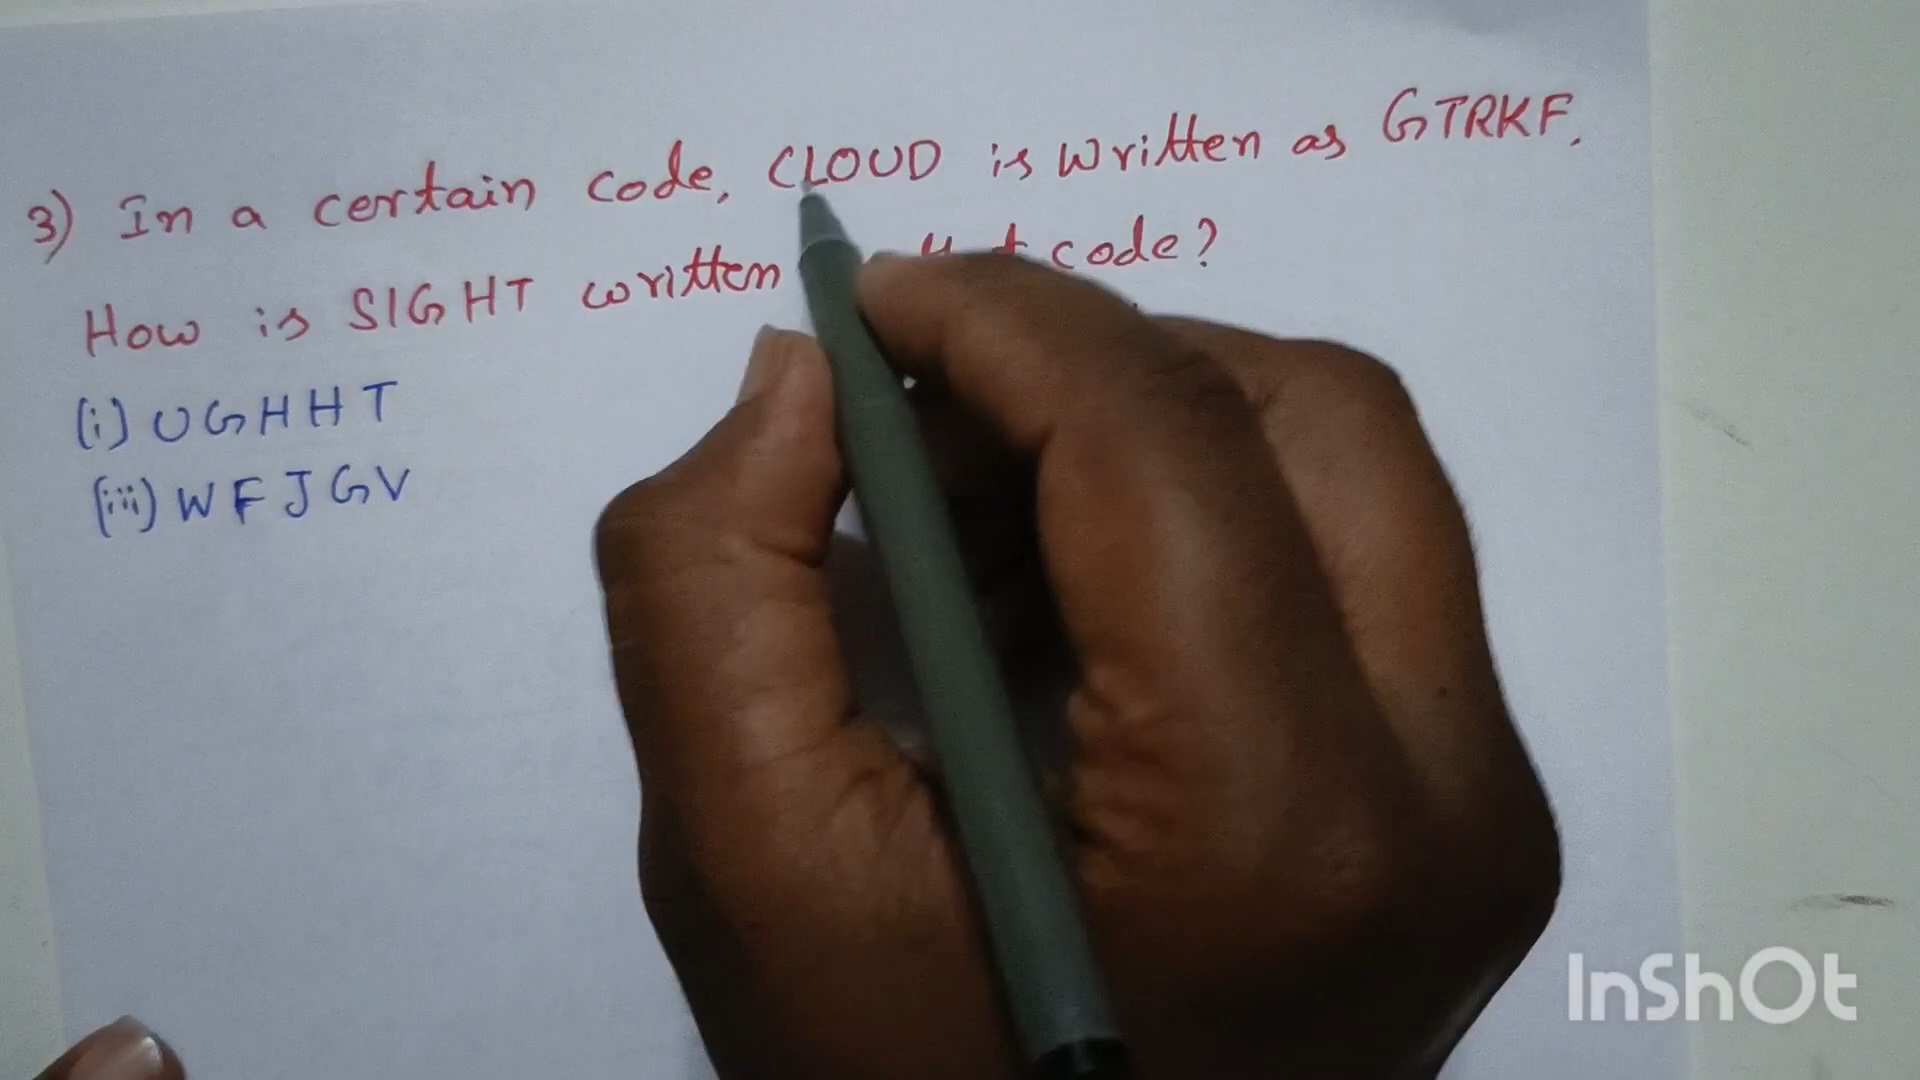 3) In a certain code, CLOUD is written as GTRKF.
How is SIGHT written code?
(i) UGHHT
(iii) WFJGV
InShOt